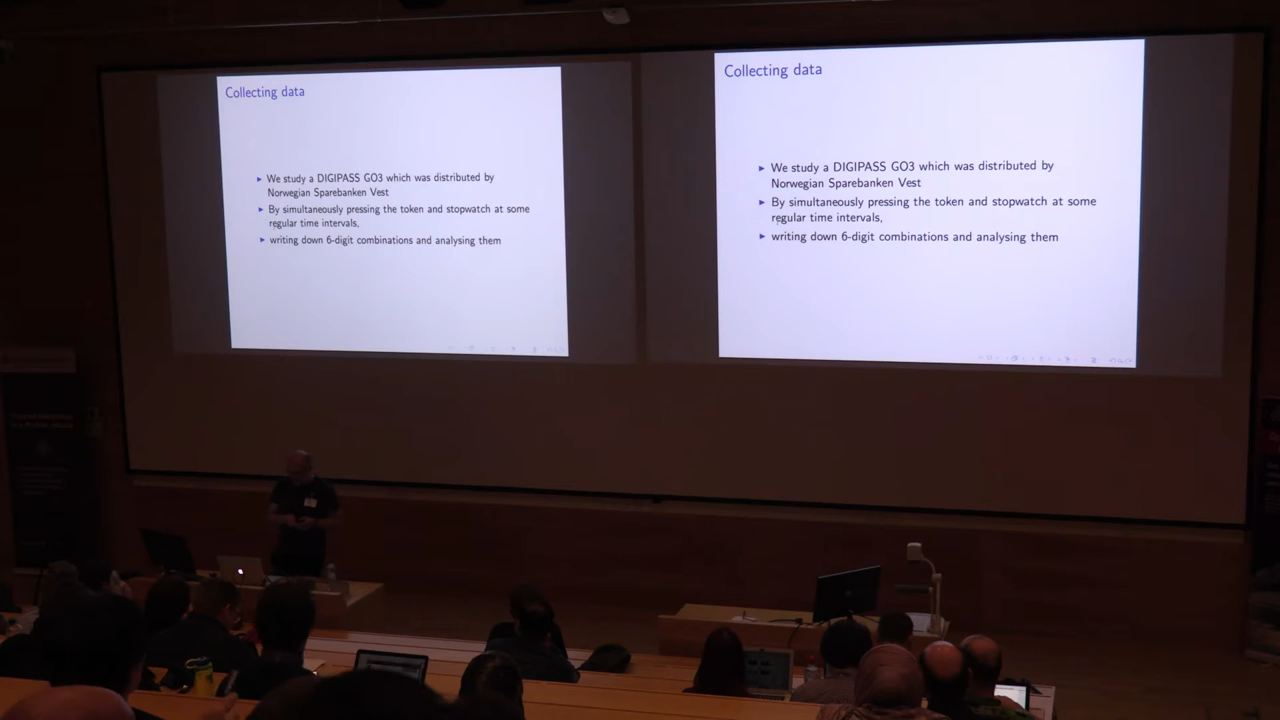 Collecting data
▶ We study a DIGIPASS GO3 which was distributed by
Norwegian Sparebanken Vest
▶ By simultaneously pressing the token and stopwatch at some
regular time intervals,
▶ writing down 6-digit combinations and analysing them
Collecting data
▶ We study a DIGIPASS GO3 which was distributed by
Norwegian Sparebanken Vest
▶ By simultaneously pressing the token and stopwatch at some
regular time intervals,
▶ writing down 6-digit combinations and analysing them